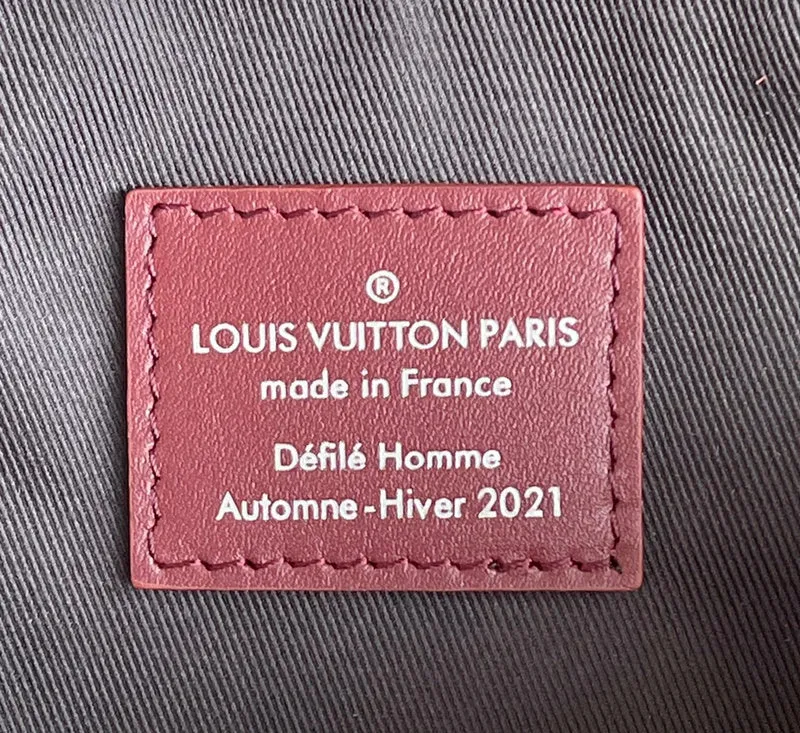 ®
LOUIS VUITTON PARIS
made in France
Défilé Homme
Automne-Hiver 2021